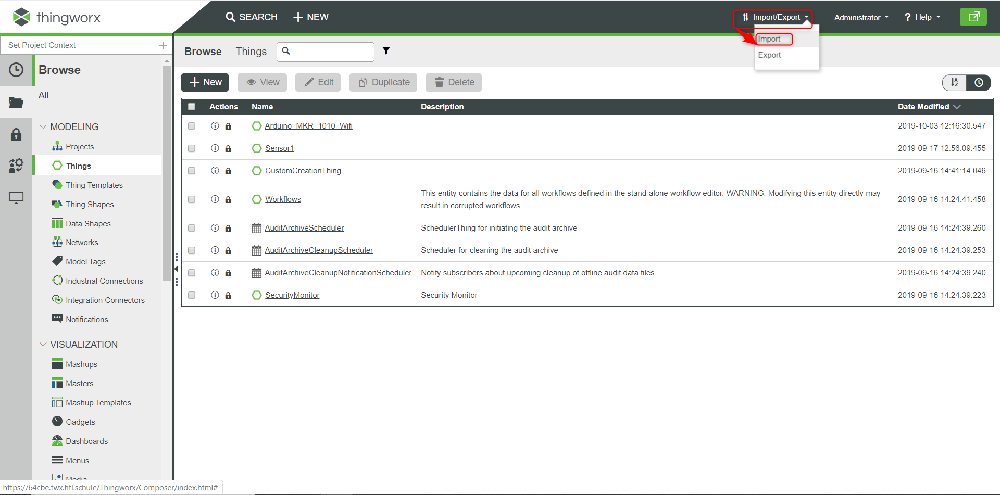 thingworx
SEARCH
NEW
Import/Export
Administrator
? Help
Import
Export
Set Project Context
Browse
All
MODELING
Projects
Things
Thing Templates
Thing Shapes
Data Shapes
Networks
Model Tags
Industrial Connections
Integration Connectors
Notifications
VISUALIZATION
Mashups
Masters
Mashup Templates
Gadgets
Dashboards
Menus
Media
Browse Things
New View Edit Duplicate Delete
Actions Name Description Date Modified
Arduino_MKR_1010_Wifi 2019-10-03 12:16:30.547
Sensor1 2019-09-17 12:56:09.455
CustomCreationThing 2019-09-16 14:41:14.046
Workflows This entity contains the data for all workflows defined in the stand-alone workflow editor. WARNING: Modifying this entity directly may 2019-09-16 14:24:41.458
result in corrupted workflows.
AuditArchiveScheduler SchedulerThing for initiating the audit archive 2019-09-16 14:24:39.260
AuditArchiveCleanupScheduler Scheduler for cleaning the audit archive 2019-09-16 14:24:39.253
AuditArchiveCleanupNotificationScheduler Notify subscribers about upcoming cleanup of offline audit data files 2019-09-16 14:24:39.240
SecurityMonitor Security Monitor 2019-09-16 14:24:39.223
https://64cbe.twx.htl.schule/Thingworx/Composer/index.html#